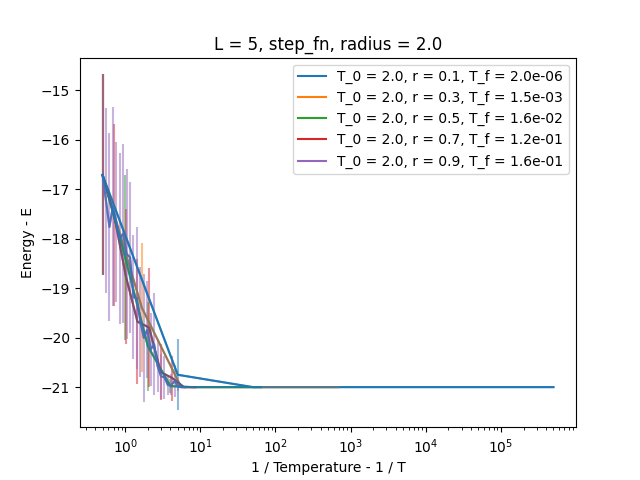 L = 5, step_fn, radius = 2.0
T_0 = 2.0, r = 0.1, T_f = 2.0e-06
T_0 = 2.0, r = 0.3, T_f = 1.5e-03
T_0 = 2.0, r = 0.5, T_f = 1.6e-02
T_0 = 2.0, r = 0.7, T_f = 1.2e-01
T_0 = 2.0, r = 0.9, T_f = 1.6e-01
Energy - E
−15
−16
−17
−18
−19
−20
−21
10⁰ 10¹ 10² 10³ 10⁴ 10⁵
1 / Temperature - 1 / T